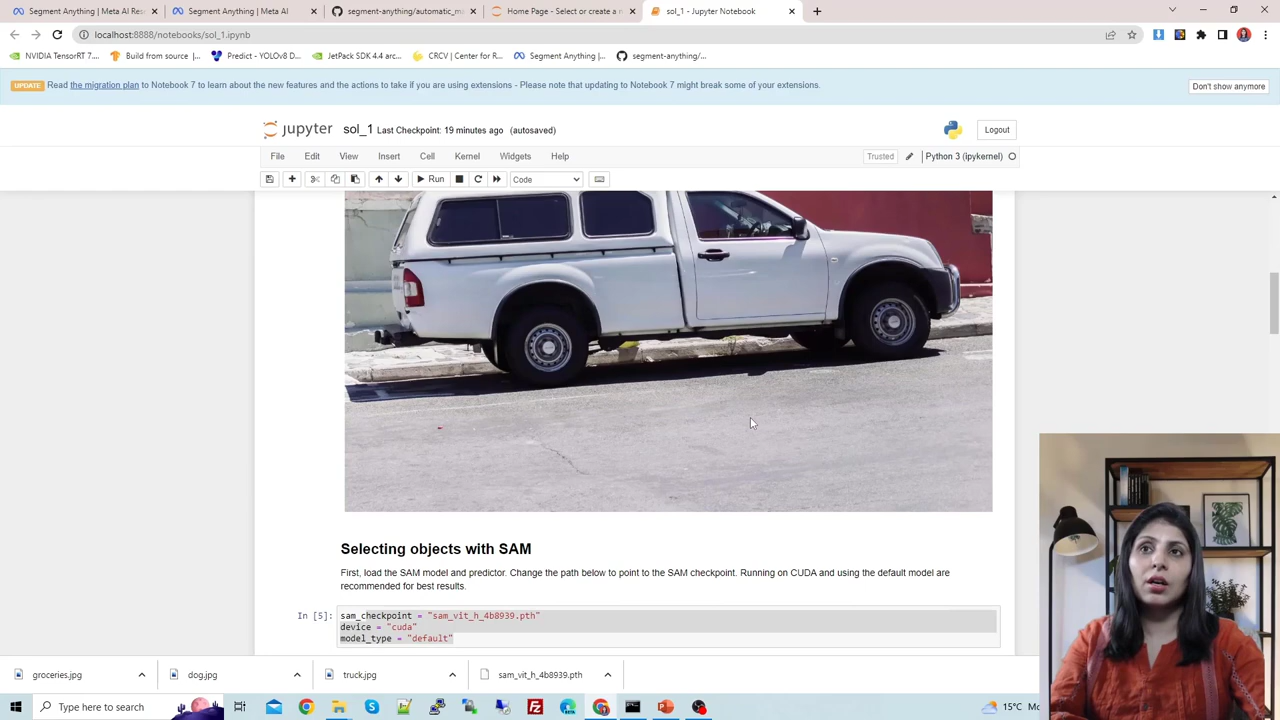 Segment Anything | Meta AI Res
Segment Anything | Meta AI
segment-anything/automatic_m
Home Page - Select or create a n
sol_1 - Jupyter Notebook
localhost:8888/notebooks/sol_1.ipynb
NVIDIA TensorRT 7....
Build from source |...
Predict - YOLOv8 D...
JetPack SDK 4.4 arc...
CRCV | Center for R...
Segment Anything |...
segment-anything/...
UPDATE Read the migration plan to Notebook 7 to learn about the new features and the actions to take if you are using extensions - Please note that updating to Notebook 7 might break some of your extensions.
Don't show anymore
jupyter sol_1 Last Checkpoint: 19 minutes ago (autosaved)
Logout
File Edit View Insert Cell Kernel Widgets Help
Trusted
Python 3 (ipykernel)
Run
Code
Selecting objects with SAM
First, load the SAM model and predictor. Change the path below to point to the SAM checkpoint. Running on CUDA and using the default model are
recommended for best results.
In [5]:
sam_checkpoint = "sam_vit_h_4b8939.pth"
device = "cuda"
model_type = "default"
groceries.jpg
dog.jpg
truck.jpg
sam_vit_h_4b8939.pth
Type here to search
15°C